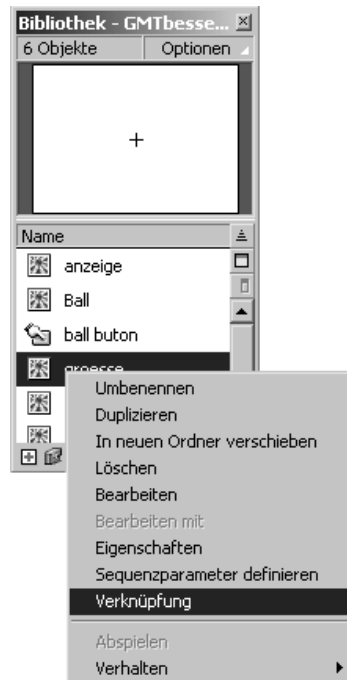 Bibliothek - GMTbesse...
6 Objekte Optionen
Name
anzeige
Ball
ball buton
groesse
Umbenennen
Duplizieren
In neuen Ordner verschieben
Löschen
Bearbeiten
Bearbeiten mit
Eigenschaften
Sequenzparameter definieren
Verknüpfung
Abspielen
Verhalten